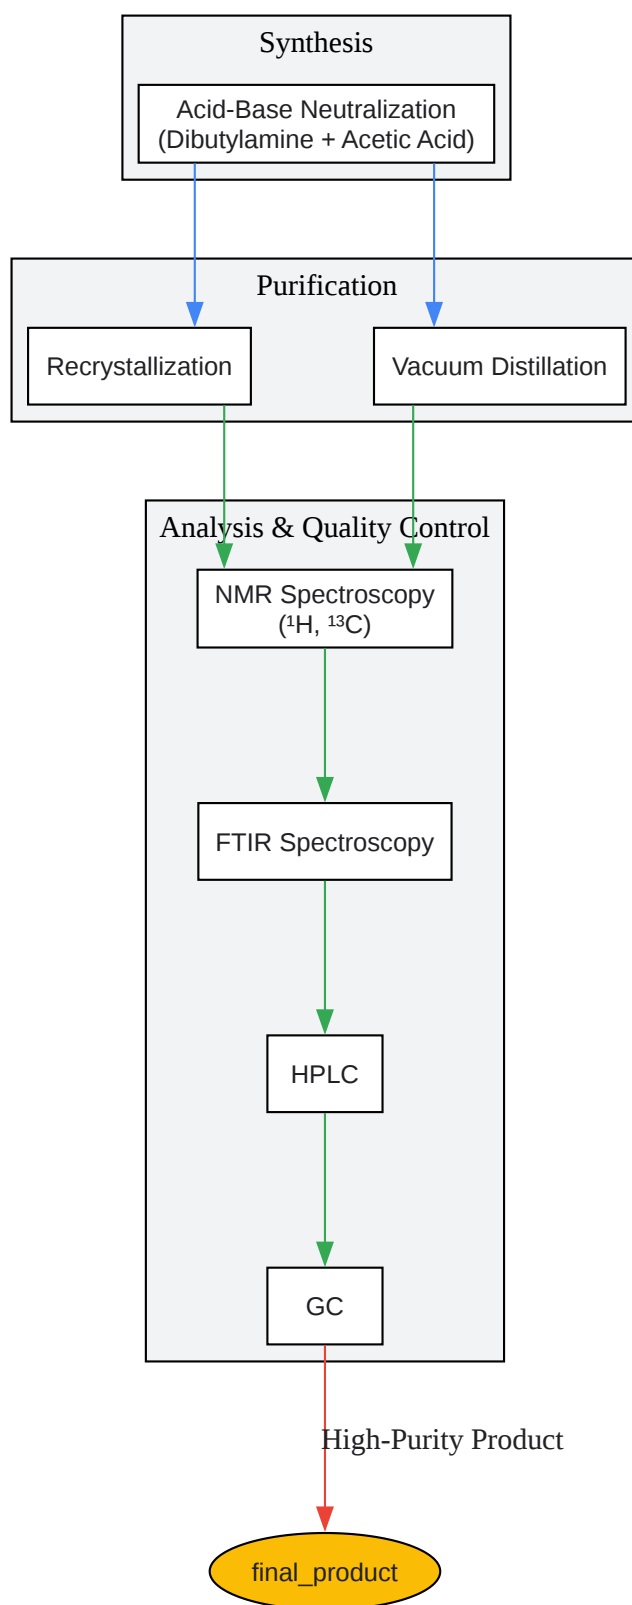 Synthesis
Acid-Base Neutralization
(Dibutylamine + Acetic Acid)
Purification
Recrystallization
Vacuum Distillation
Analysis & Quality Control
NMR Spectroscopy
(¹H, ¹³C)
FTIR Spectroscopy
HPLC
GC
High-Purity Product
final_product